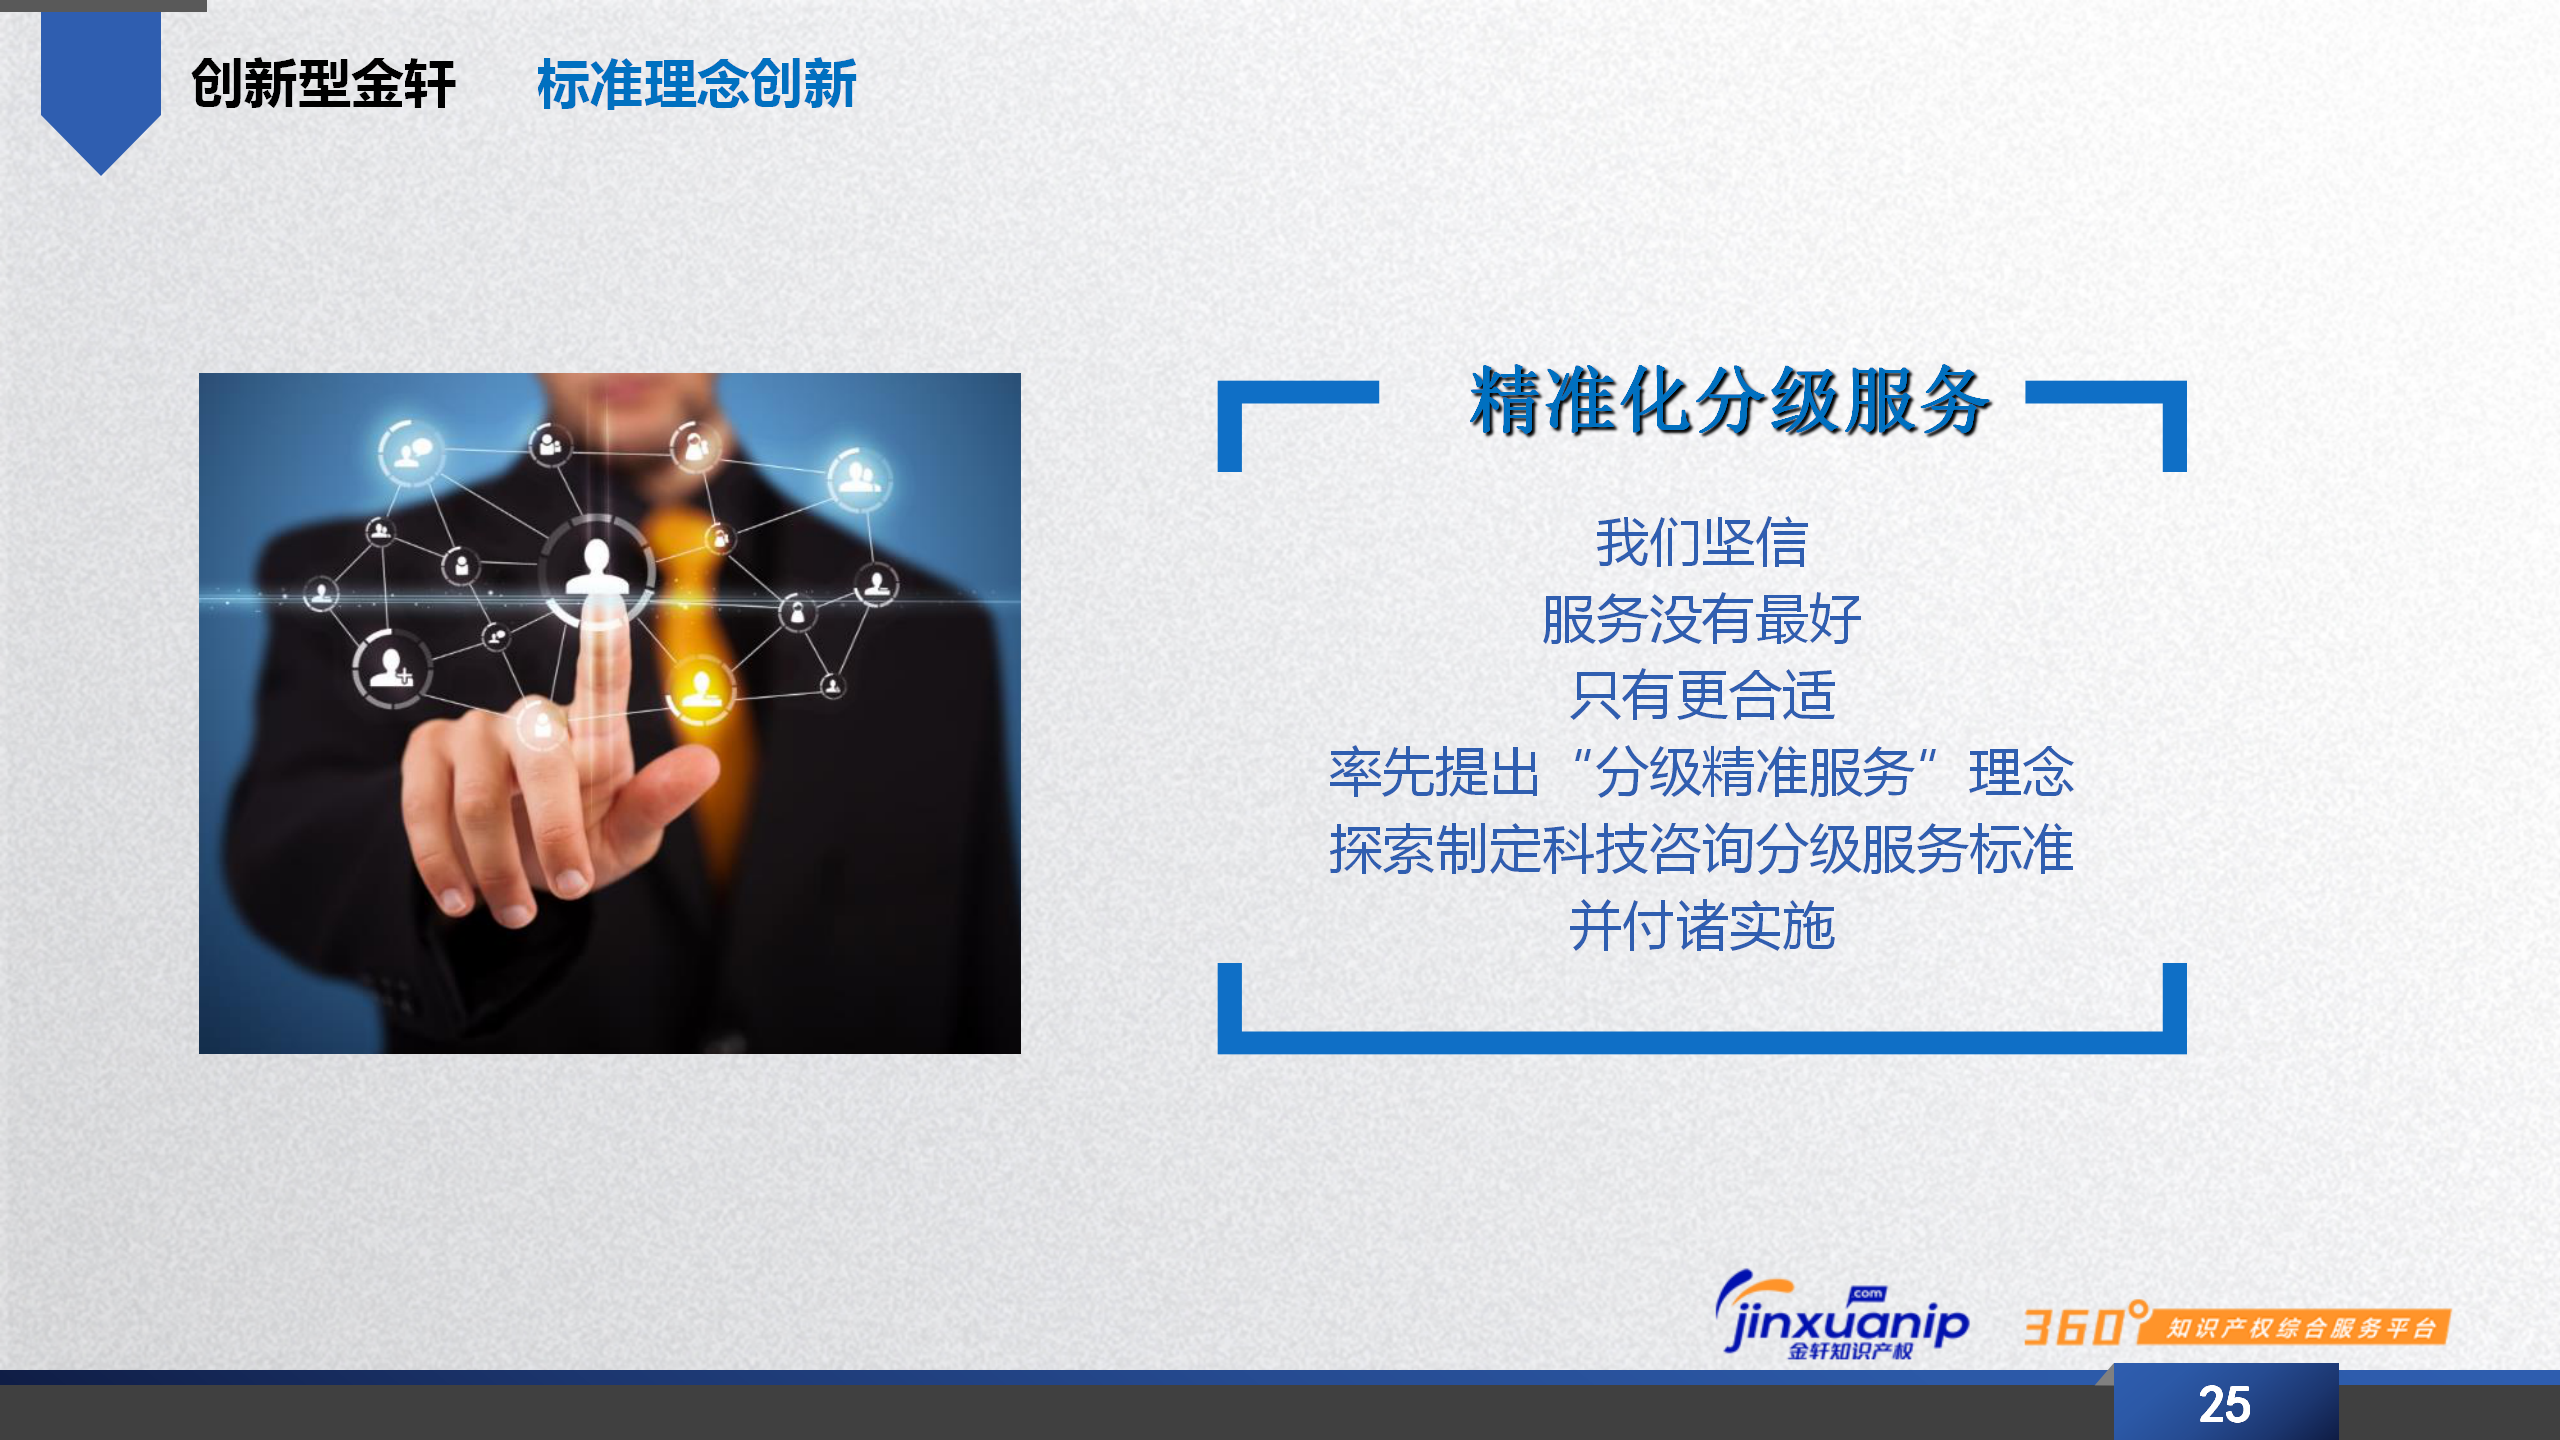 创新型金轩 标准理念创新
精准化分级服务
我们坚信
服务没有最好
只有更合适
率先提出“分级精准服务”理念
探索制定科技咨询分级服务标准
并付诸实施
com
jinxuanip
金轩知识产权
360°知识产权综合服务平台
25